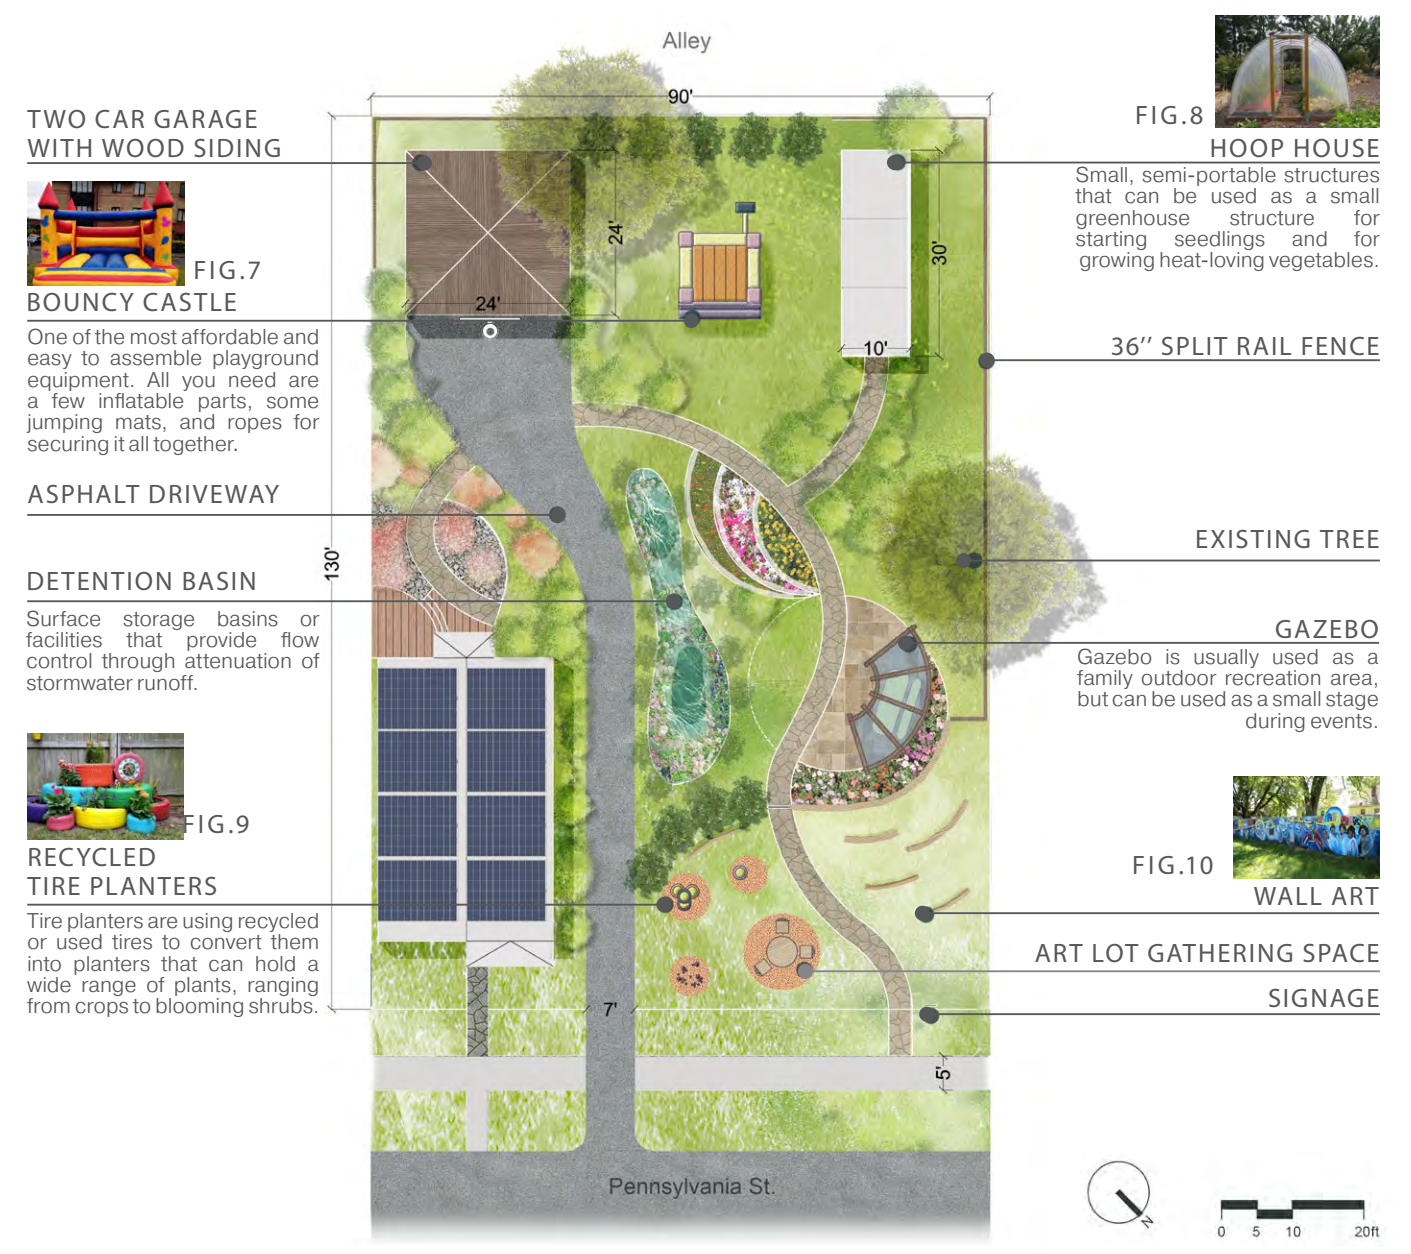 Alley
90'
TWO CAR GARAGE
WITH WOOD SIDING
FIG.7
BOUNCY CASTLE
One of the most affordable and
easy to assemble playground
equipment. All you need are
a few inflatable parts, some
jumping mats, and ropes for
securing it all together.
ASPHALT DRIVEWAY
DETENTION BASIN
Surface storage basins or
facilities that provide flow
control through attenuation of
stormwater runoff.
FIG.9
RECYCLED
TIRE PLANTERS
Tire planters are using recycled
or used tires to convert them
into planters that can hold a
wide range of plants, ranging
from crops to blooming shrubs.
130'
24'
24'
30'
10'
7'
5'
FIG.8
HOOP HOUSE
Small, semi-portable structures
that can be used as a small
greenhouse structure for
starting seedlings and for
growing heat-loving vegetables.
36’’ SPLIT RAIL FENCE
EXISTING TREE
GAZEBO
Gazebo is usually used as a
family outdoor recreation area,
but can be used as a small stage
during events.
FIG.10
WALL ART
ART LOT GATHERING SPACE
SIGNAGE
Pennsylvania St.
N
0 5 10 20ft